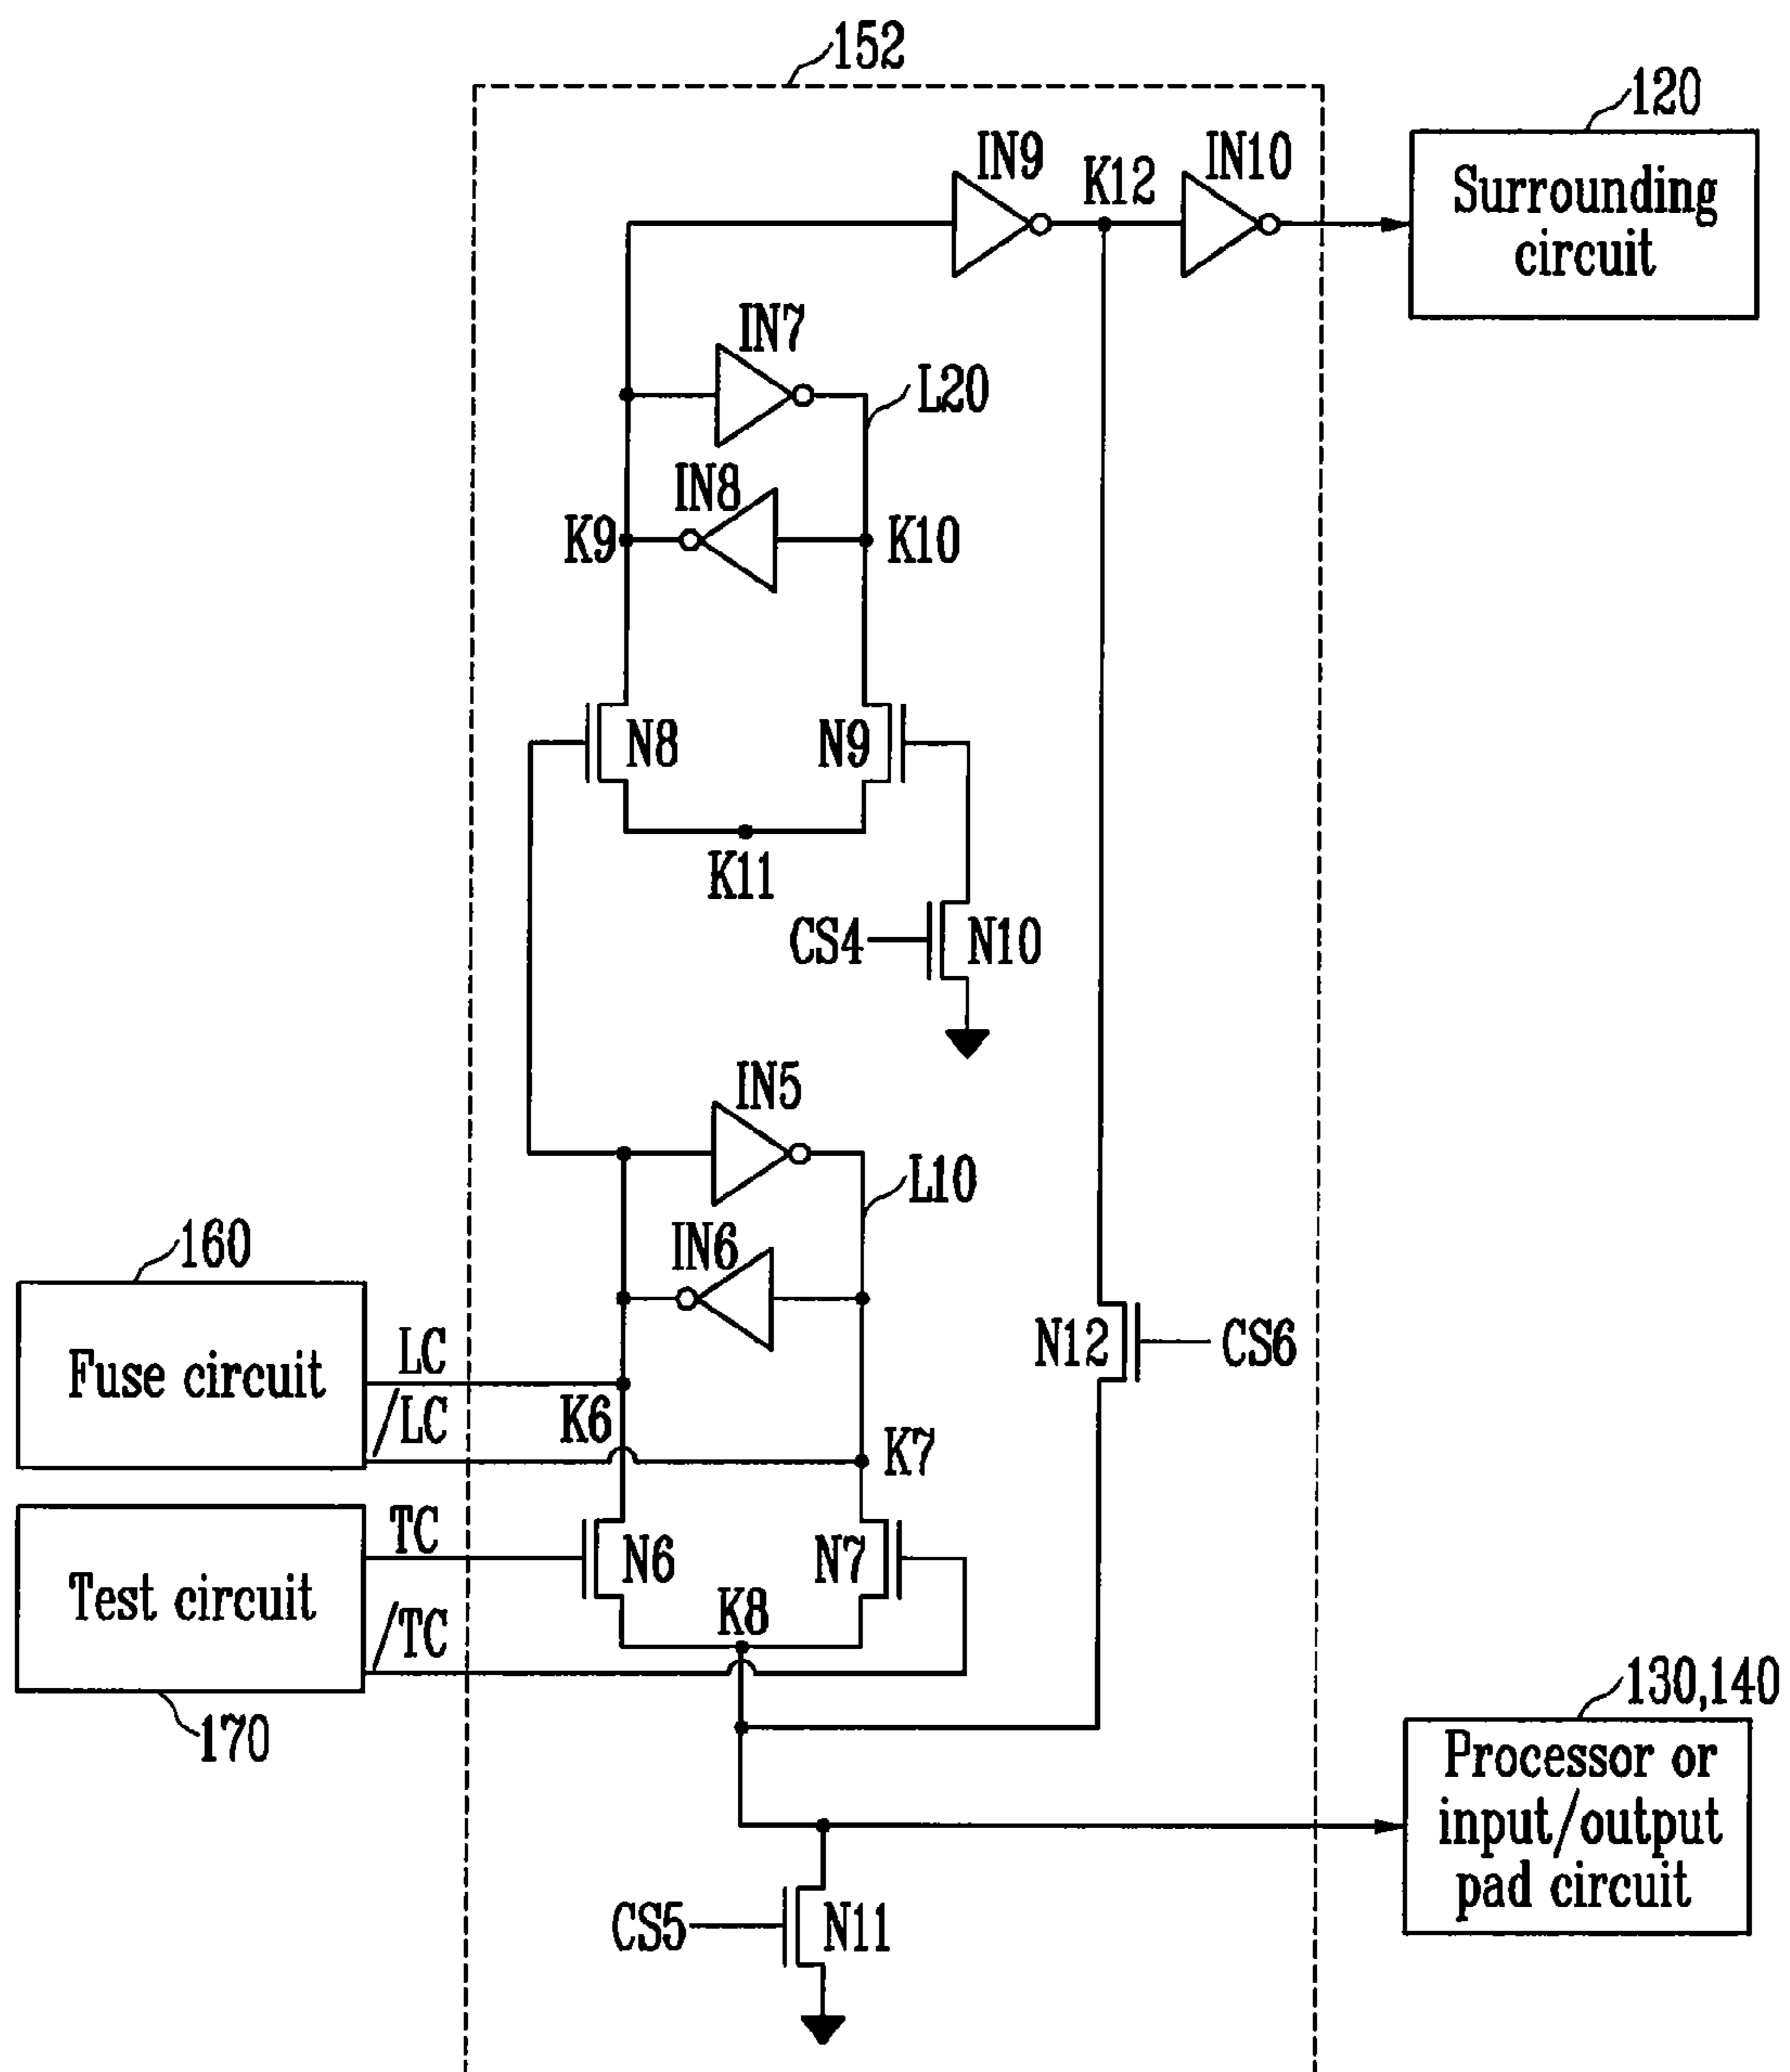 152
120
IN9
K12
IN10
Surrounding
circuit
IN7
L20
IN8
K9
K10
N8
N9
K11
CS4
N10
IN5
L10
160
IN6
Fuse circuit
LC
/LC
K6
K7
N12
CS6
Test circuit
TC
/TC
N6
N7
K8
170
130,140
Processor or
input/output
pad circuit
CS5
N11